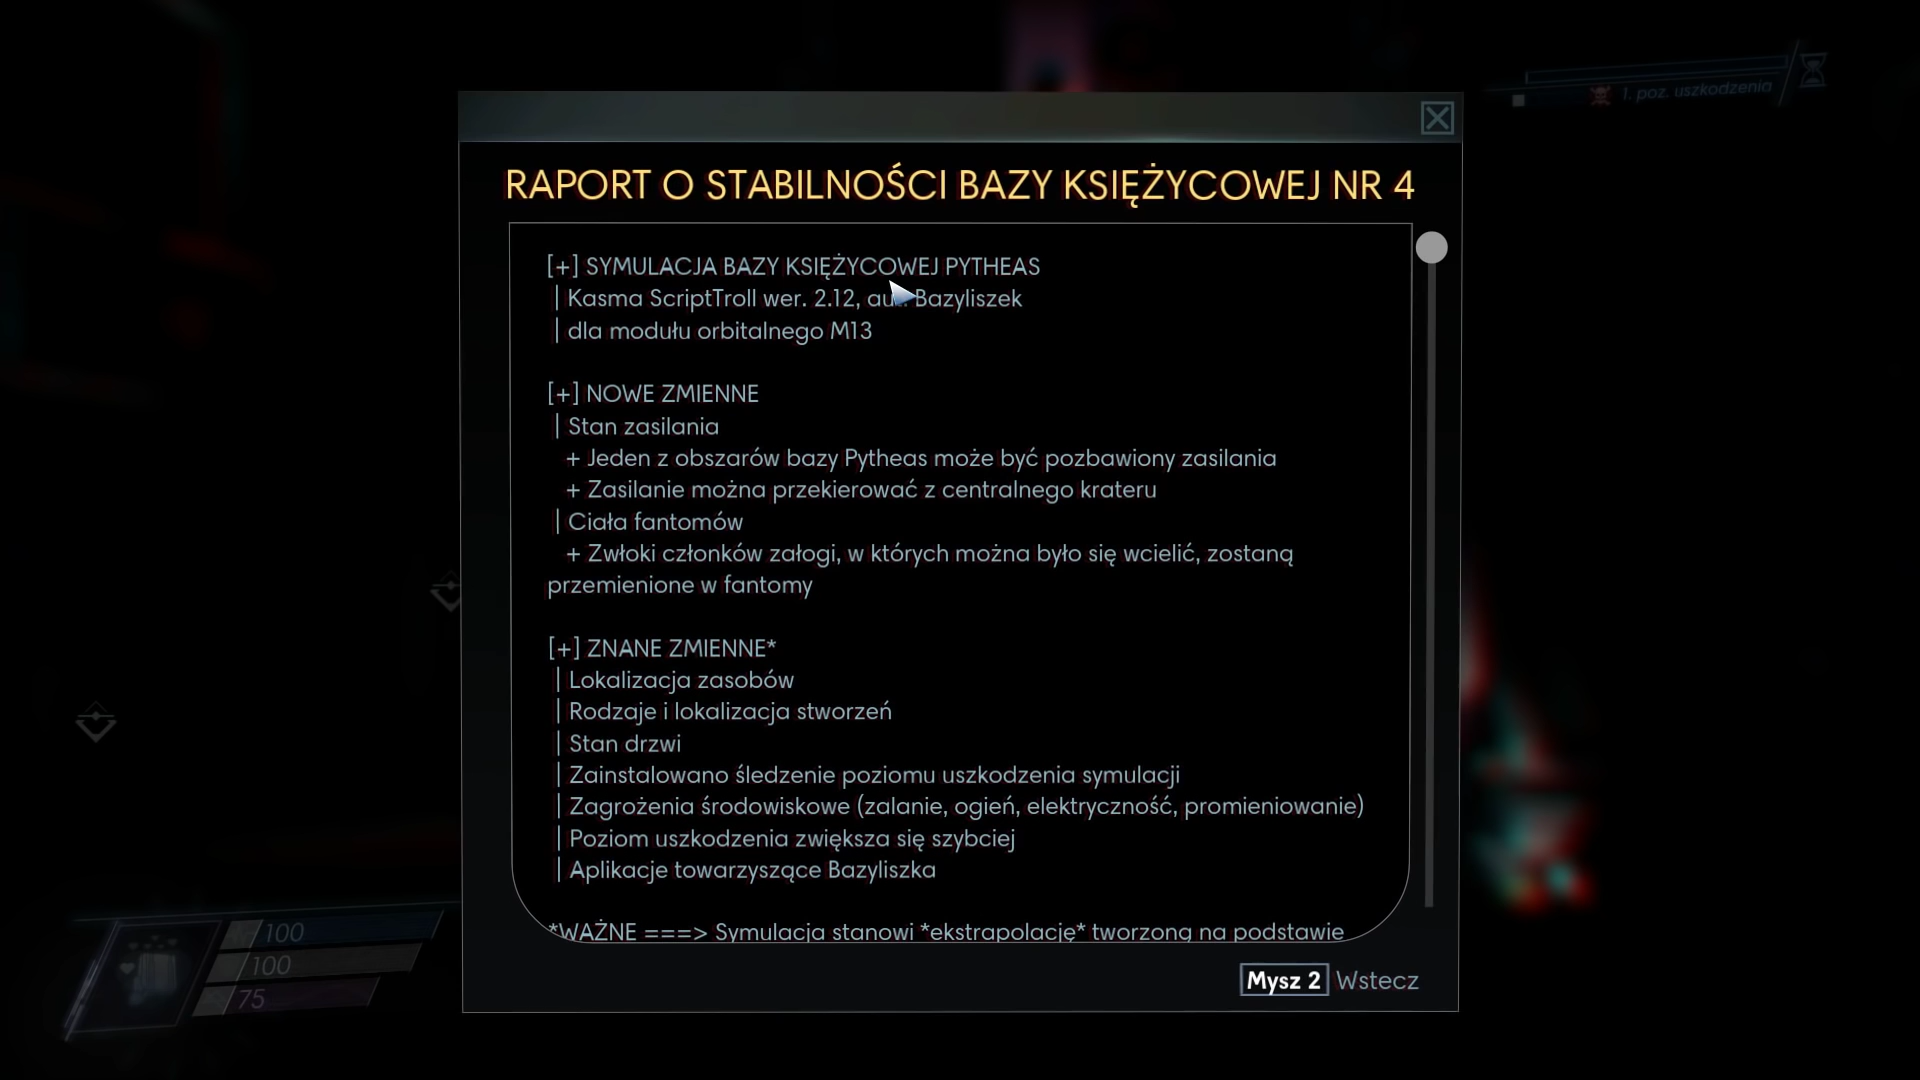 1. poz. uszkodzenia
RAPORT O STABILNOŚCI BAZY KSIĘŻYCOWEJ NR 4
[+] SYMULACJA BAZY KSIĘŻYCOWEJ PYTHEAS
| Kasma ScriptTroll wer. 2.12, Bazyliszek
| dla modułu orbitalnego M13
[+] NOWE ZMIENNE
| Stan zasilania
+ Jeden z obszarów bazy Pytheas może być pozbawiony zasilania
+ Zasilanie można przekierować z centralnego krateru
| Ciała fantomów
+ Zwłoki członków załogi, w których można było się wcielić, zostaną
przemienione w fantomy
[+] ZNANE ZMIENNE*
| Lokalizacja zasobów
| Rodzaje i lokalizacja stworzeń
| Stan drzwi
| Zainstalowano śledzenie poziomu uszkodzenia symulacji
| Zagrożenia środowiskowe (zalanie, ogień, elektryczność, promieniowanie)
| Poziom uszkodzenia zwiększa się szybciej
| Aplikacje towarzyszące Bazyliszka
*WAŻNE ===> Symulacja stanowi *ekstrapolację* tworzoną na podstawie
100
100
75
Mysz 2 Wstecz